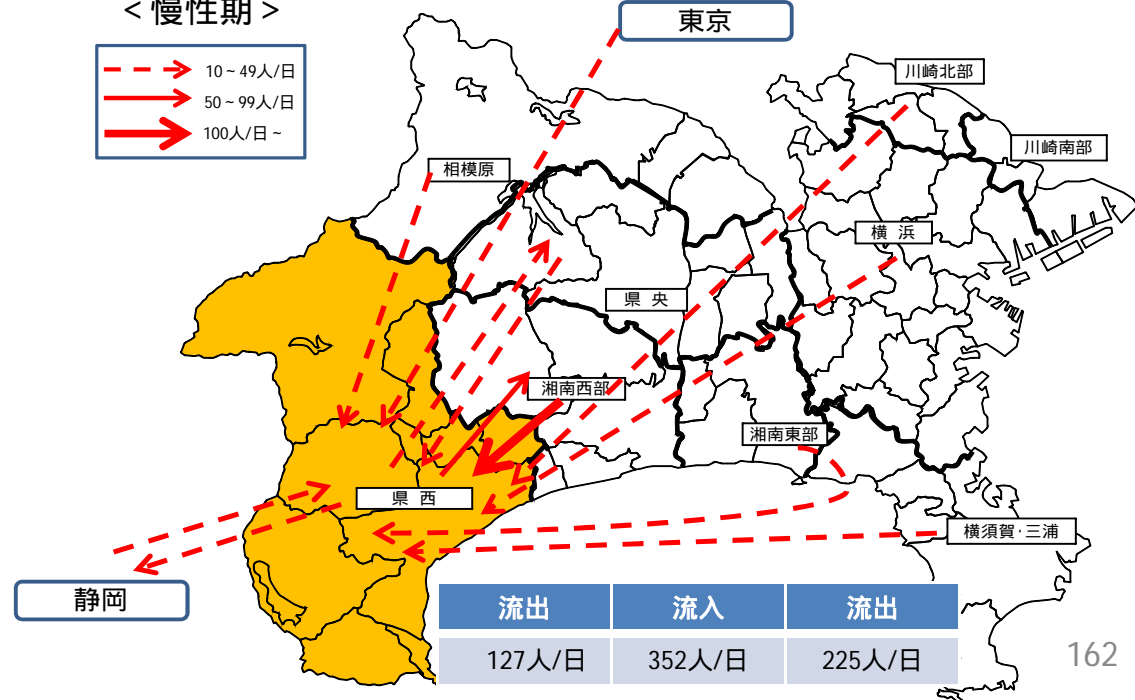 <慢性期>
10~49人/日
50~99人/日
100人/日~
東京
川崎北部
川崎南部
相模原
横 浜
県 央
湘南西部
湘南東部
県 西
横須賀・三浦
静岡
流出 流入 流出
127人/日 352人/日 225人/日
162